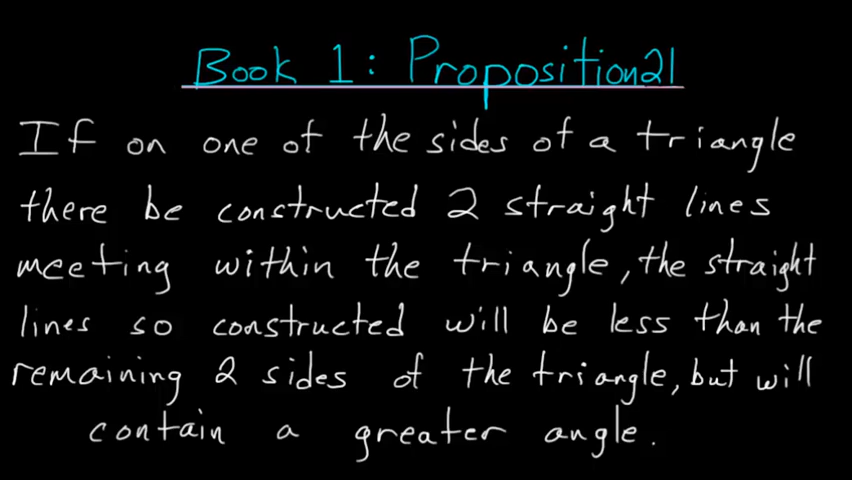 Book 1: Proposition 21
If on one of the sides of a triangle
there be constructed 2 straight lines
meeting within the triangle, the straight
lines so constructed will be less than the
remaining 2 sides of the triangle, but will
contain a greater angle.